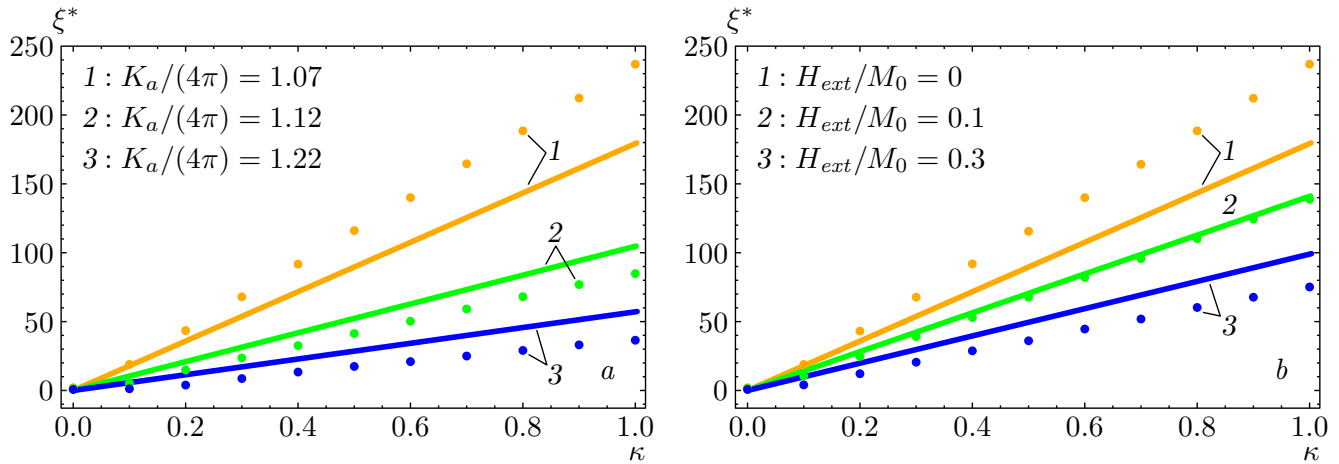 ξ*
250
200
150
100
50
0
1 : K_a/(4π) = 1.07
2 : K_a/(4π) = 1.12
3 : K_a/(4π) = 1.22
1
2
3
a
0.0 0.2 0.4 0.6 0.8 1.0
κ
ξ*
250
200
150
100
50
0
1 : H_ext/M_0 = 0
2 : H_ext/M_0 = 0.1
3 : H_ext/M_0 = 0.3
1
2
3
b
0.0 0.2 0.4 0.6 0.8 1.0
κ